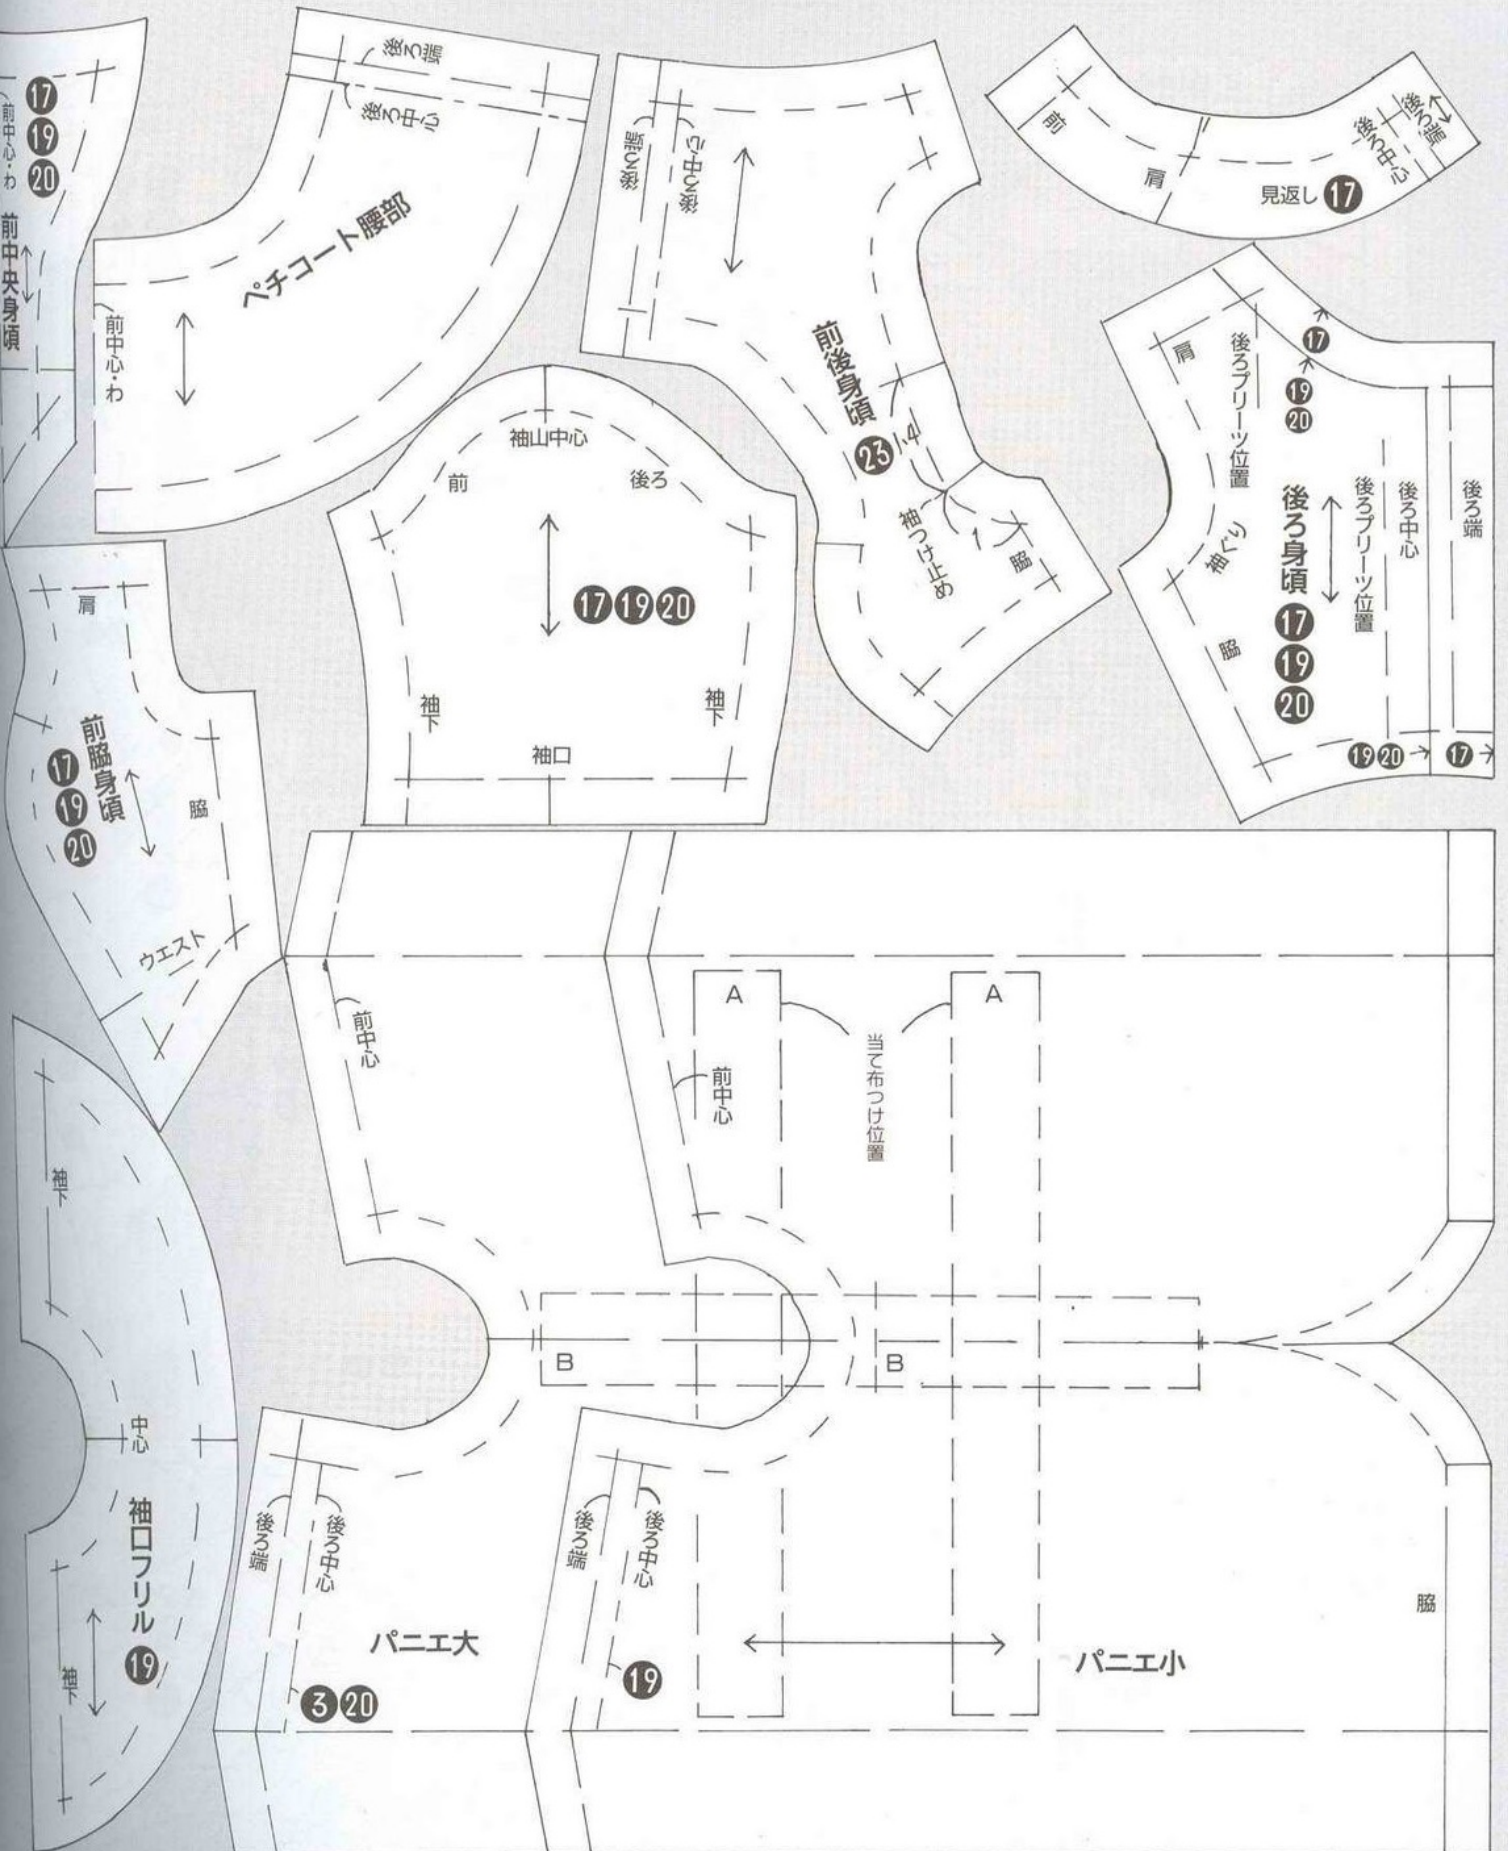 17
19
20
前中心・わ
前中央身頃
後ろ端
後ろ中心
ペチコート腰部
前中心・わ
後ろ端
後ろ中心
前後身頃
23
袖つけ止め
脇
前
肩
後ろ中心
後ろ端
見返し 17
肩
後ろプリーツ位置
17
19
20
袖ぐり
脇
後ろ身頃
17
19
20
後ろプリーツ位置
後ろ中心
後ろ端
19 20
17
袖山中心
前
後ろ
17 19 20
袖下
袖下
袖口
肩
前脇身頃
17
19
20
脇
ウエスト
前中心
前中心
A
A
当て布つけ位置
B
B
袖下
中心
袖口フリル
19
袖下
後ろ端
後ろ中心
パニエ大
3 20
後ろ端
後ろ中心
19
パニエ小
脇